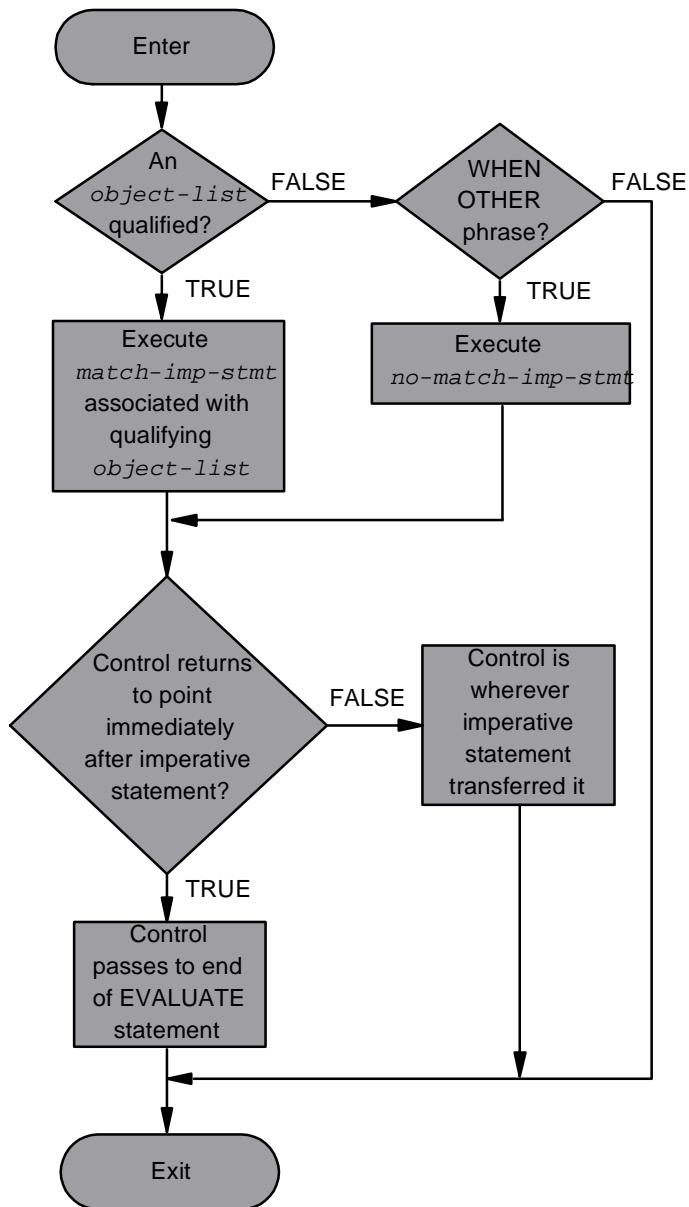 Enter
An
object-list
qualified?
FALSE
WHEN
OTHER
phrase?
FALSE
TRUE
TRUE
Execute
match-imp-stmt
associated with
qualifying
object-list
Execute
no-match-imp-stmt
Control returns
to point
immediately
after imperative
statement?
FALSE
Control is
wherever
imperative
statement
transferred it
TRUE
Control
passes to end
of EVALUATE
statement
Exit